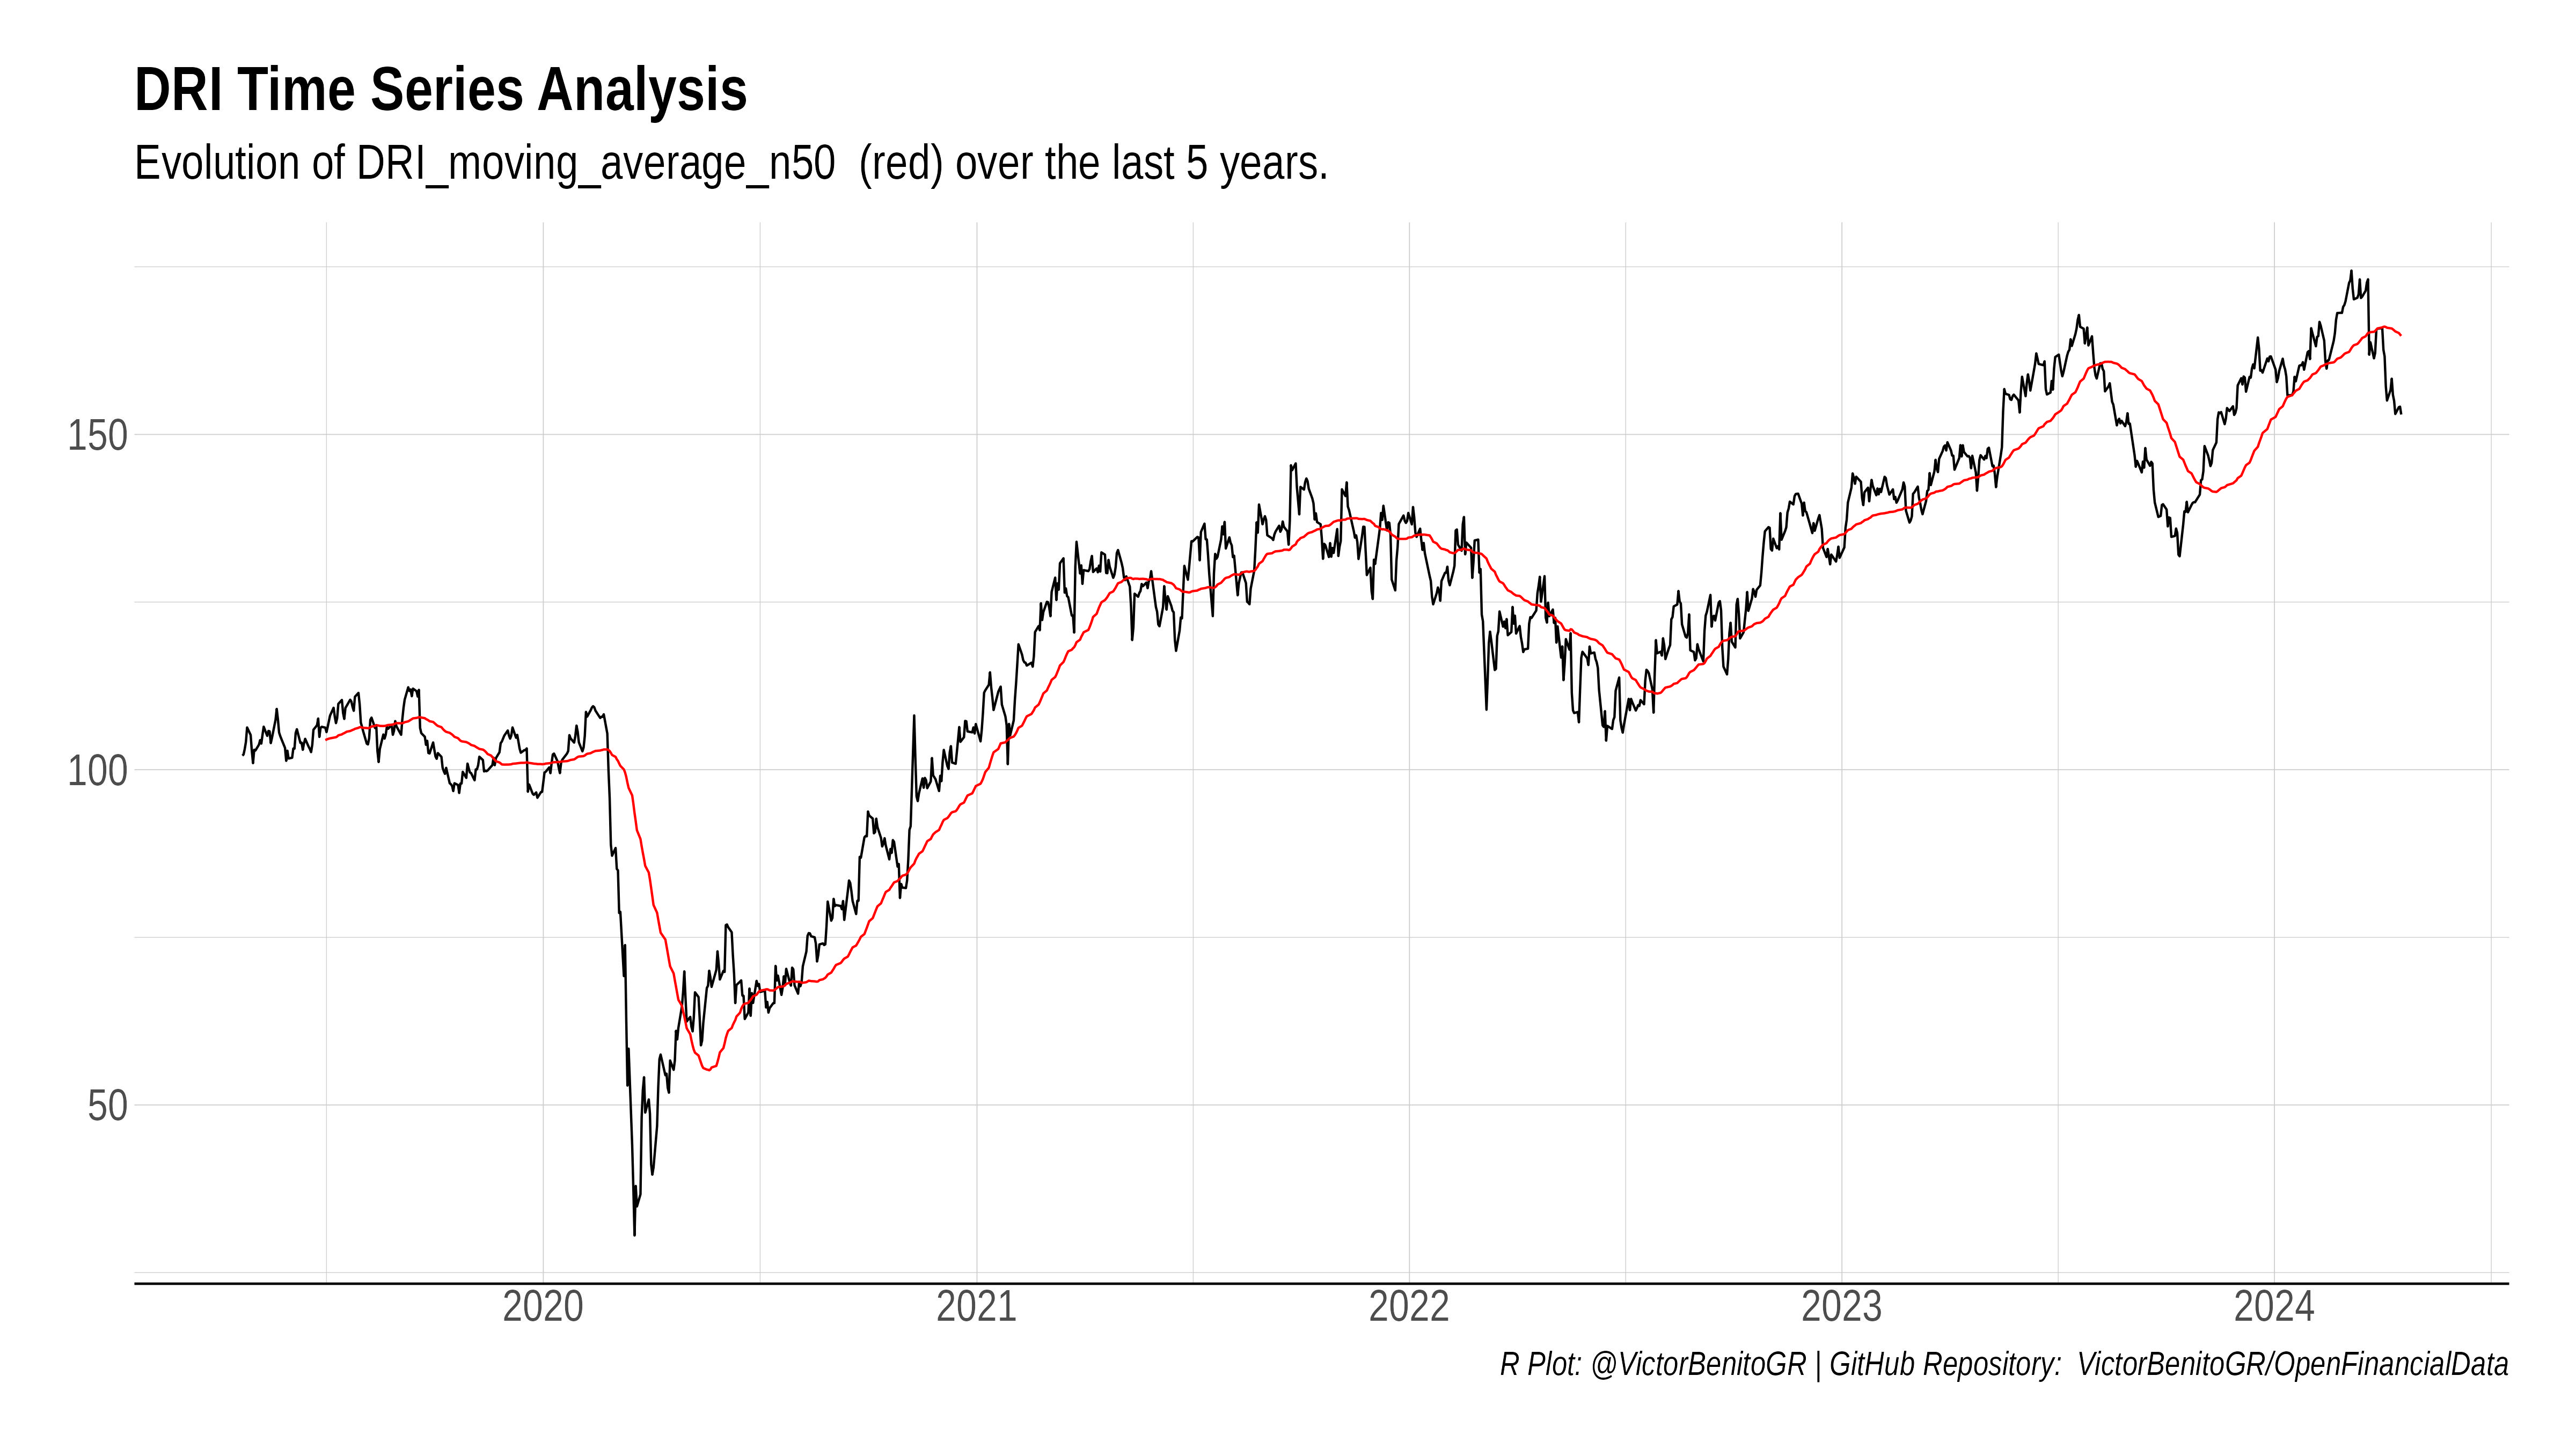 DRI Time Series Analysis
Evolution of DRI_moving_average_n50  (red) over the last 5 years.
150
100
50
2020 2021 2022 2023 2024
R Plot: @VictorBenitoGR | GitHub Repository:  VictorBenitoGR/OpenFinancialData